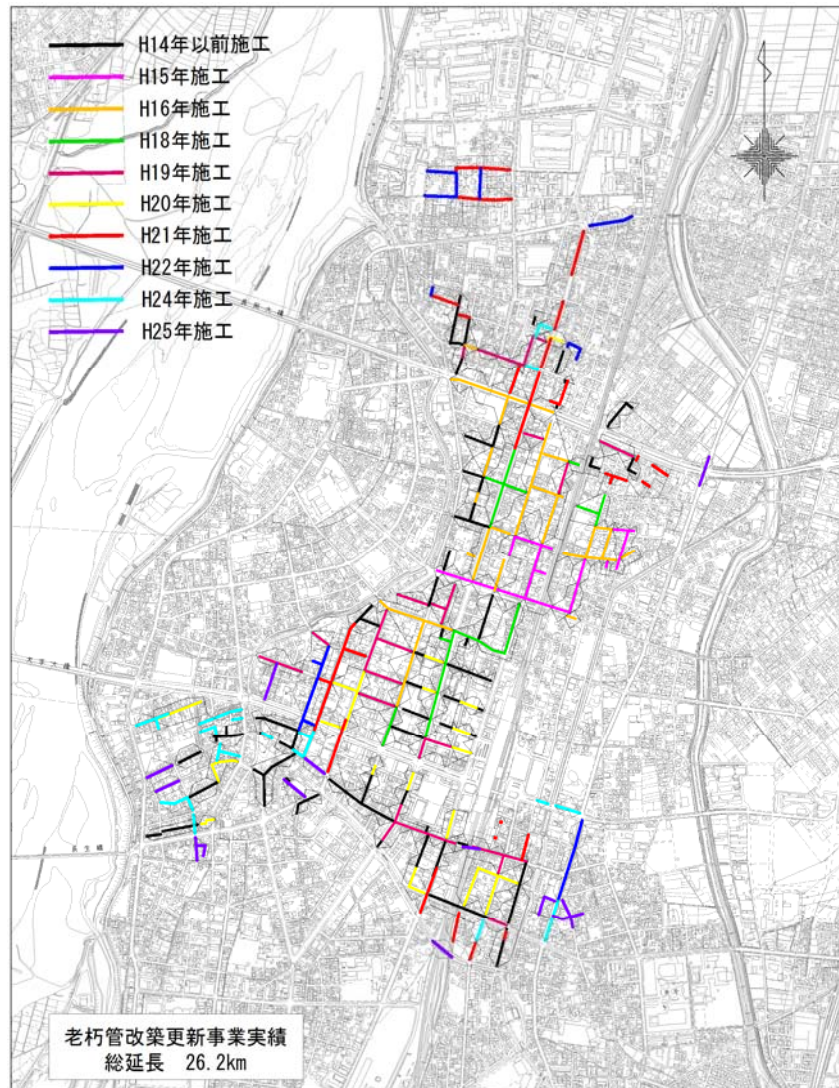 H14年以前施工
H15年施工
H16年施工
H18年施工
H19年施工
H20年施工
H21年施工
H22年施工
H24年施工
H25年施工
長生橋
老朽管改築更新事業実績
総延長 26.2km